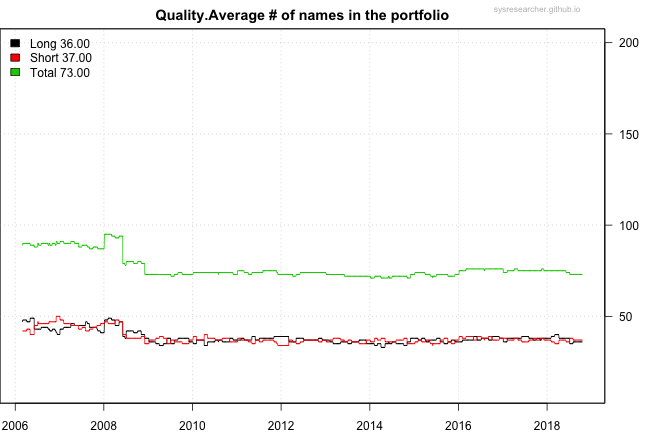 Quality.Average # of names in the portfolio
sysresearcher.github.io
Long 36.00
Short 37.00
Total 73.00
200
150
100
50
2006 2008 2010 2012 2014 2016 2018